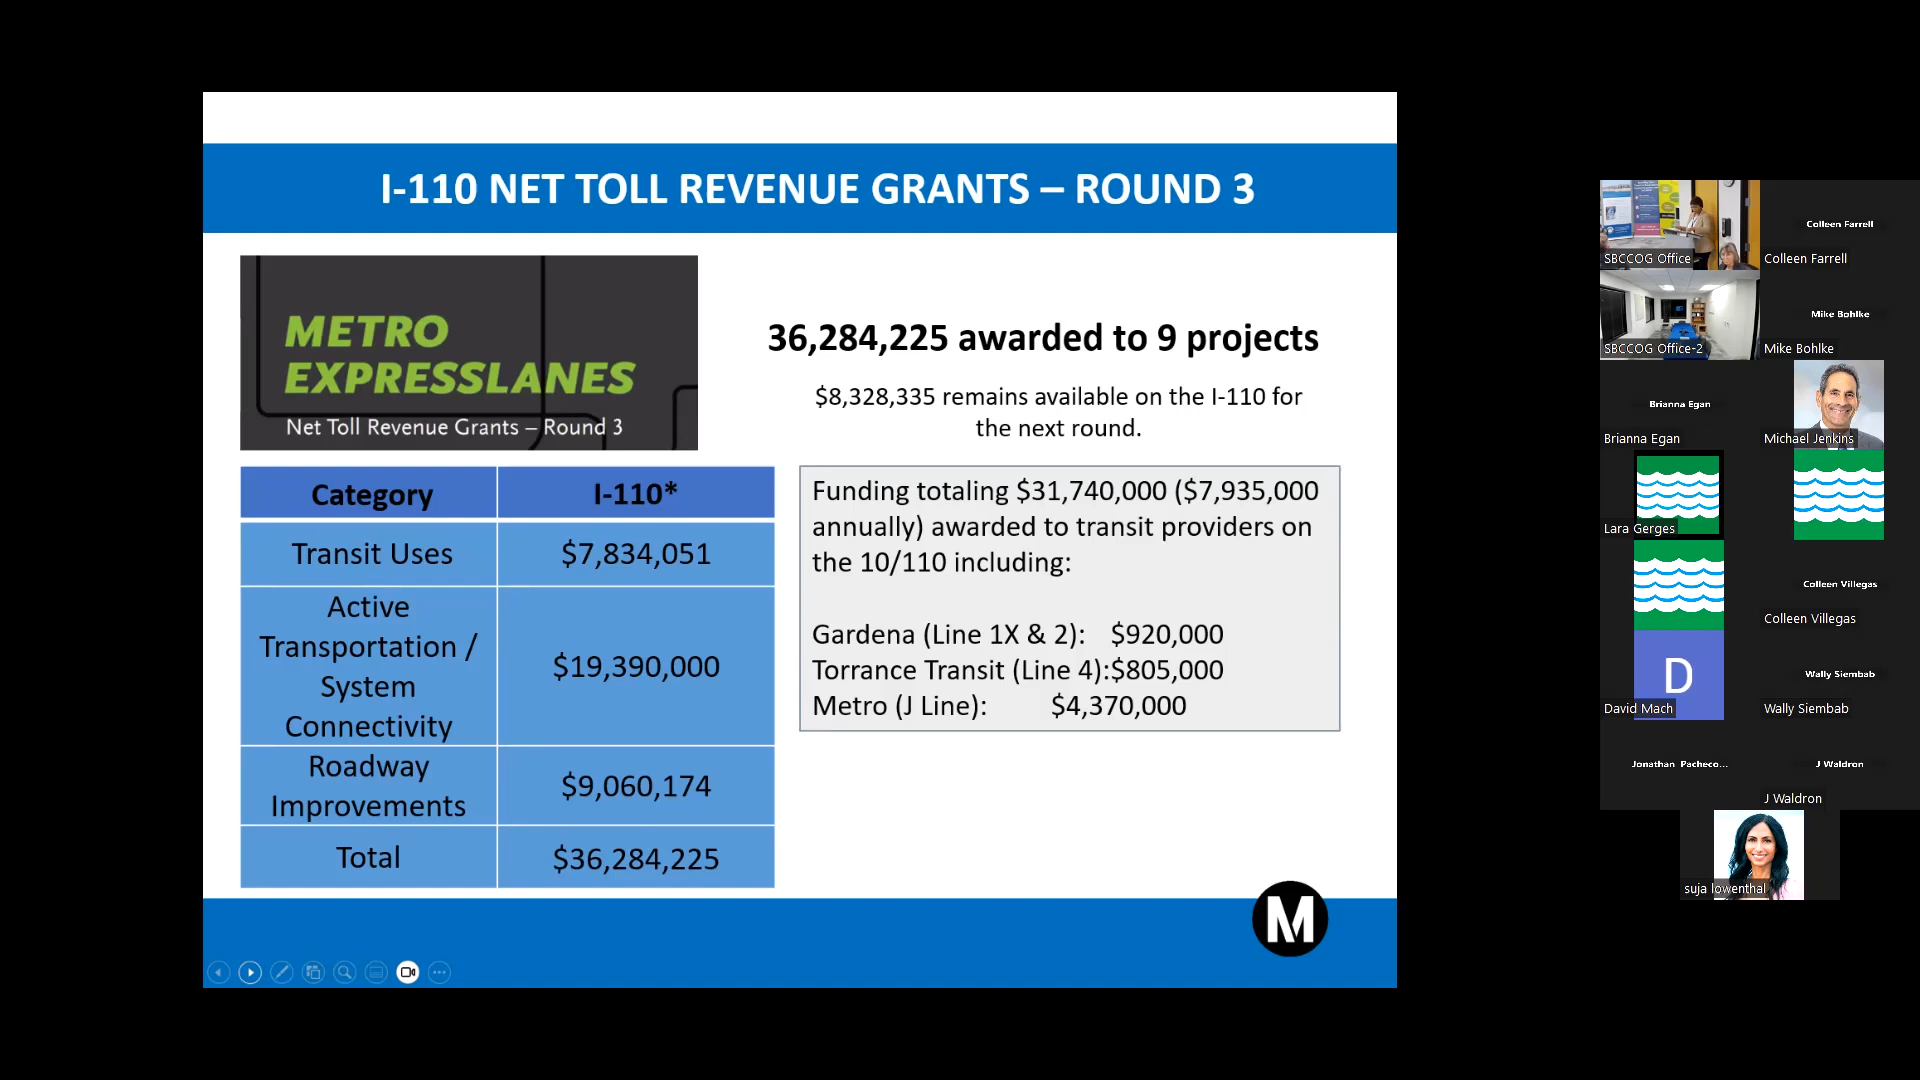 I-110 NET TOLL REVENUE GRANTS – ROUND 3
METRO
EXPRESSLANES
Net Toll Revenue Grants – Round 3
36,284,225 awarded to 9 projects
$8,328,335 remains available on the I-110 for
the next round.
Category I-110*
Transit Uses $7,834,051
Active
Transportation /
System
Connectivity
$19,390,000
Roadway
Improvements
$9,060,174
Total $36,284,225
Funding totaling $31,740,000 ($7,935,000
annually) awarded to transit providers on
the 10/110 including:
Gardena (Line 1X & 2): $920,000
Torrance Transit (Line 4):$805,000
Metro (J Line): $4,370,000
M
SBCCOG Office
Colleen Farrell
Colleen Farrell
SBCCOG Office-2
Mike Bohlke
Mike Bohlke
Brianna Egan
Brianna Egan
Michael Jenkins
Lara Gerges
Colleen Villegas
Colleen Villegas
D
David Mach
Wally Siembab
Wally Siembab
Jonathan Pacheco...
J Waldron
J Waldron
suja lowenthal